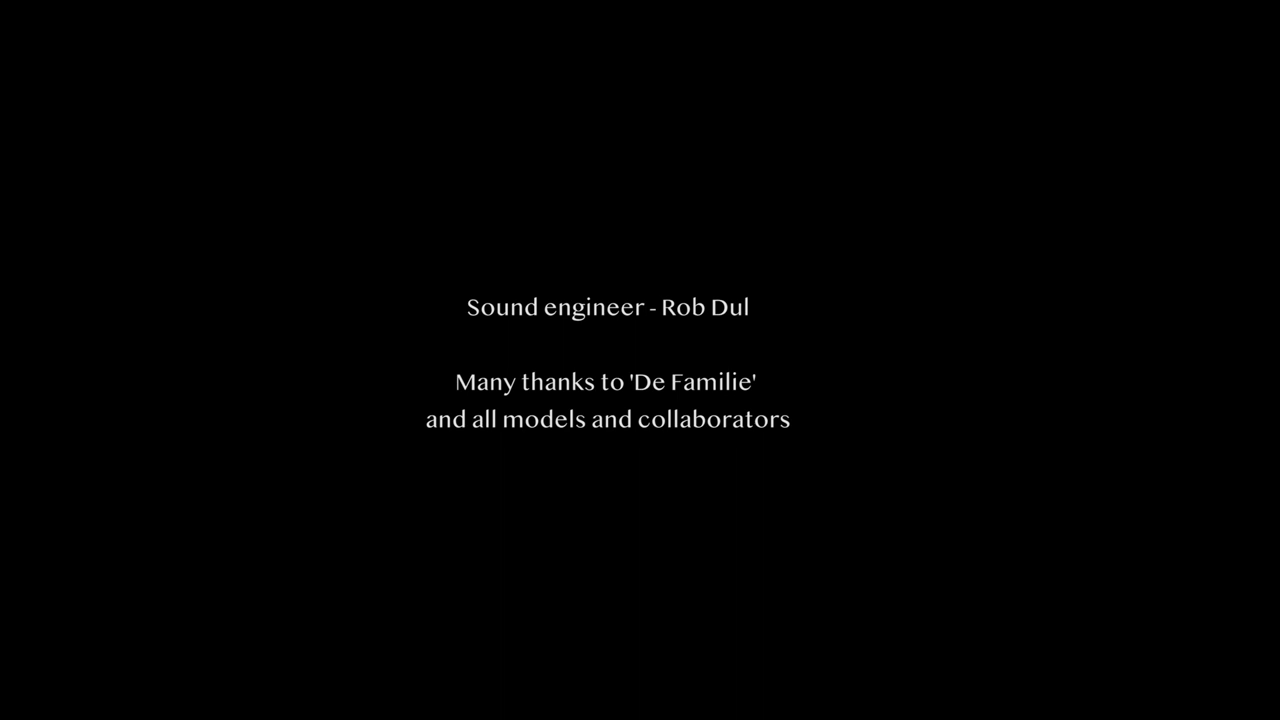 Sound engineer - Rob Dul
Many thanks to 'De Familie'
and all models and collaborators